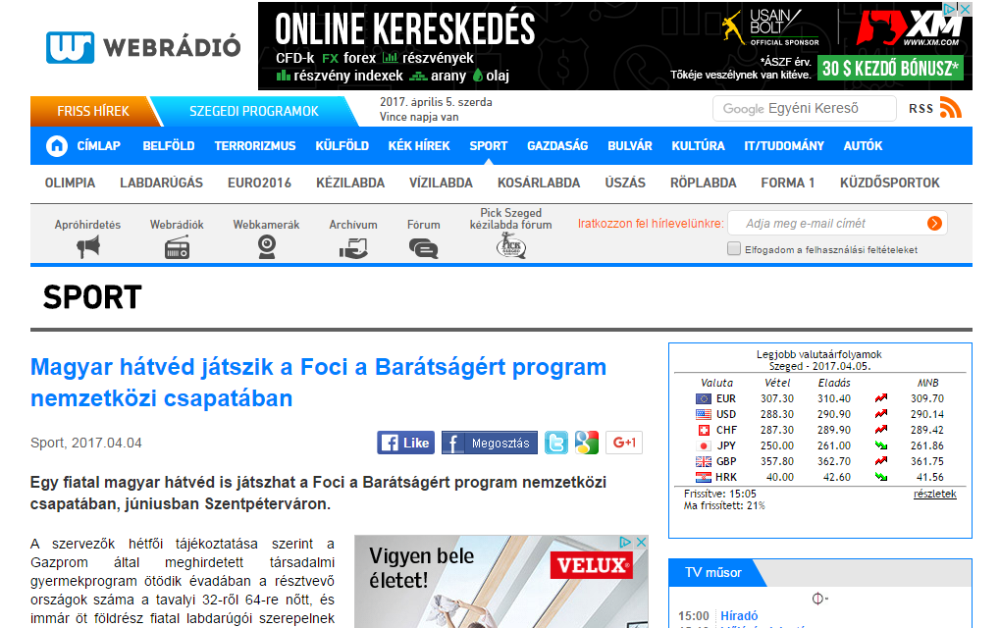 WEBRÁDIÓ
ONLINE KERESKEDÉS
CFD-k FX forex részvények
részvény indexek arany olaj
USAIN
BOLT
OFFICIAL SPONSOR
XM
WWW.XM.COM
*ÁSZF érv.
Tőkéje veszélynek van kitéve.
30 $ KEZDŐ BÓNUSZ*
FRISS HÍREK
SZEGEDI PROGRAMOK
2017. április 5. szerda
Vince napja van
Google Egyéni Kereső
RSS
CÍMLAP BELFÖLD TERRORIZMUS KÜLFÖLD KÉK HÍREK SPORT GAZDASÁG BULVÁR KULTÚRA IT/TUDOMÁNY AUTÓK
OLIMPIA LABDARÚGÁS EURO2016 KÉZILABDA VÍZILABDA KOSÁRLABDA ÚSZÁS RÖPLABDA FORMA 1 KÜZDŐSPORTOK
Apróhirdetés Webrádiók Webkamerák Archívum Fórum
Pick Szeged
kézilabda fórum
Iratkozzon fel hírlevelünkre: Adja meg e-mail címét
Elfogadom a felhasználási feltételeket
SPORT
Magyar hátvéd játszik a Foci a Barátságért program
nemzetközi csapatában
Sport, 2017.04.04
Like
Megosztás
G+1
Egy fiatal magyar hátvéd is játszhat a Foci a Barátságért program nemzetközi
csapatában, júniusban Szentpéterváron.
A szervezők hétfői tájékoztatása szerint a
Gazprom által meghirdetett társadalmi
gyermekprogram ötödik évadában a résztvevő
országok száma a tavalyi 32-ről 64-re nőtt, és
immár öt földrész fiatal labdarúgói szerepelnek
Vigyen bele
életet!
VELUX
Legjobb valutaárfolyamok
Szeged - 2017.04.05.
Valuta Vétel Eladás MNB
EUR 307.30 310.40 309.70
USD 288.30 290.90 290.14
CHF 287.30 289.90 289.42
JPY 250.00 261.00 261.86
GBP 357.80 362.70 361.75
HRK 40.00 42.60 41.56
Frissítve: 15:05 részletek
Ma frissített: 21%
TV műsor
15:00 Híradó